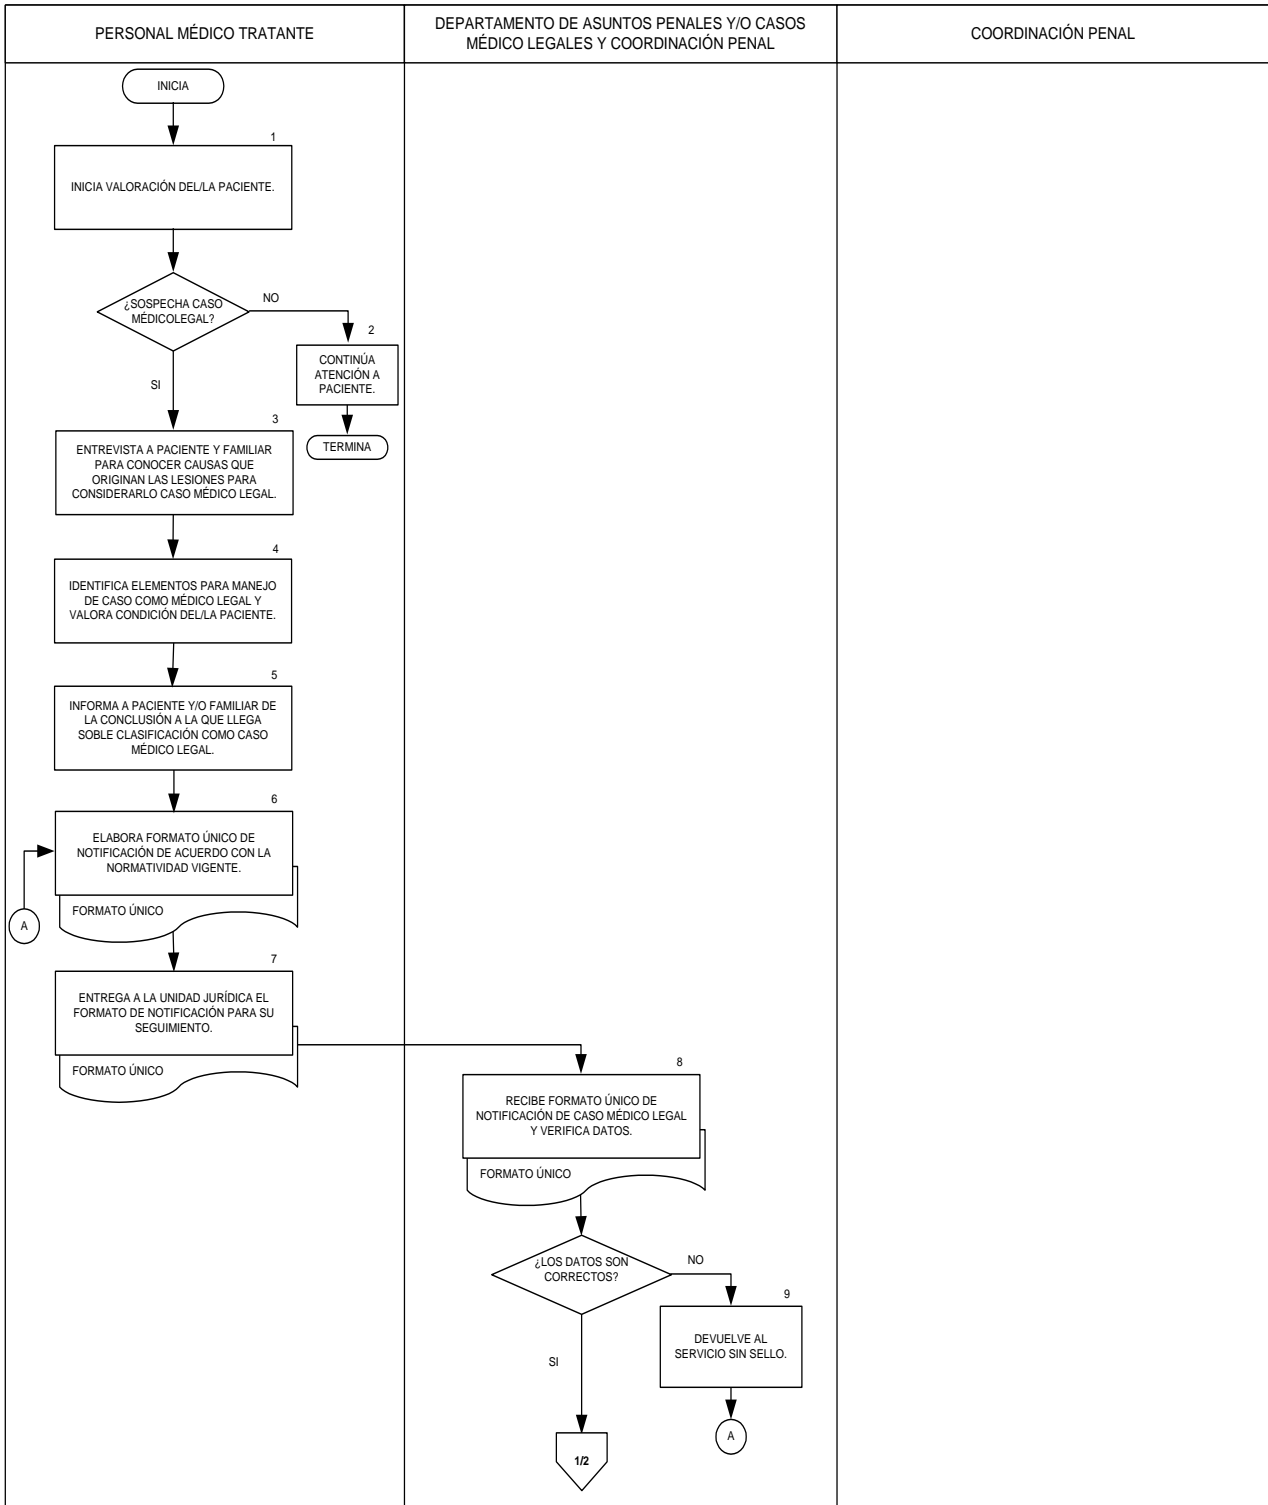 PERSONAL MÉDICO TRATANTE
DEPARTAMENTO DE ASUNTOS PENALES Y/O CASOS
MÉDICO LEGALES Y COORDINACIÓN PENAL
COORDINACIÓN PENAL
INICIA
1
INICIA VALORACIÓN DEL/LA PACIENTE.
¿SOSPECHA CASO
MÉDICOLEGAL?
NO
2
CONTINÚA
ATENCIÓN A
PACIENTE.
TERMINA
SI
3
ENTREVISTA A PACIENTE Y FAMILIAR
PARA CONOCER CAUSAS QUE
ORIGINAN LAS LESIONES PARA
CONSIDERARLO CASO MÉDICO LEGAL.
4
IDENTIFICA ELEMENTOS PARA MANEJO
DE CASO COMO MÉDICO LEGAL Y
VALORA CONDICIÓN DEL/LA PACIENTE.
5
INFORMA A PACIENTE Y/O FAMILIAR DE
LA CONCLUSIÓN A LA QUE LLEGA
SOBLE CLASIFICACIÓN COMO CASO
MÉDICO LEGAL.
6
ELABORA FORMATO ÚNICO DE
NOTIFICACIÓN DE ACUERDO CON LA
NORMATIVIDAD VIGENTE.
FORMATO ÚNICO
A
7
ENTREGA A LA UNIDAD JURÍDICA EL
FORMATO DE NOTIFICACIÓN PARA SU
SEGUIMIENTO.
FORMATO ÚNICO
8
RECIBE FORMATO ÚNICO DE
NOTIFICACIÓN DE CASO MÉDICO LEGAL
Y VERIFICA DATOS.
FORMATO ÚNICO
¿LOS DATOS SON
CORRECTOS?
NO
9
DEVUELVE AL
SERVICIO SIN SELLO.
SI
A
1/2